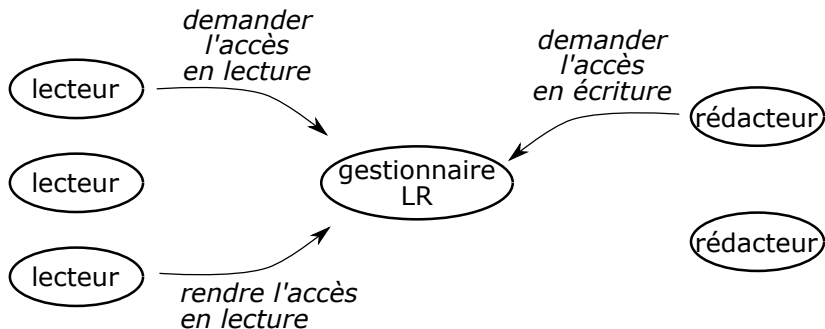 demander
l'accès
en lecture
demander
l'accès
en écriture
lecteur
rédacteur
lecteur
gestionnaire
LR
rédacteur
lecteur
rendre l'accès
en lecture